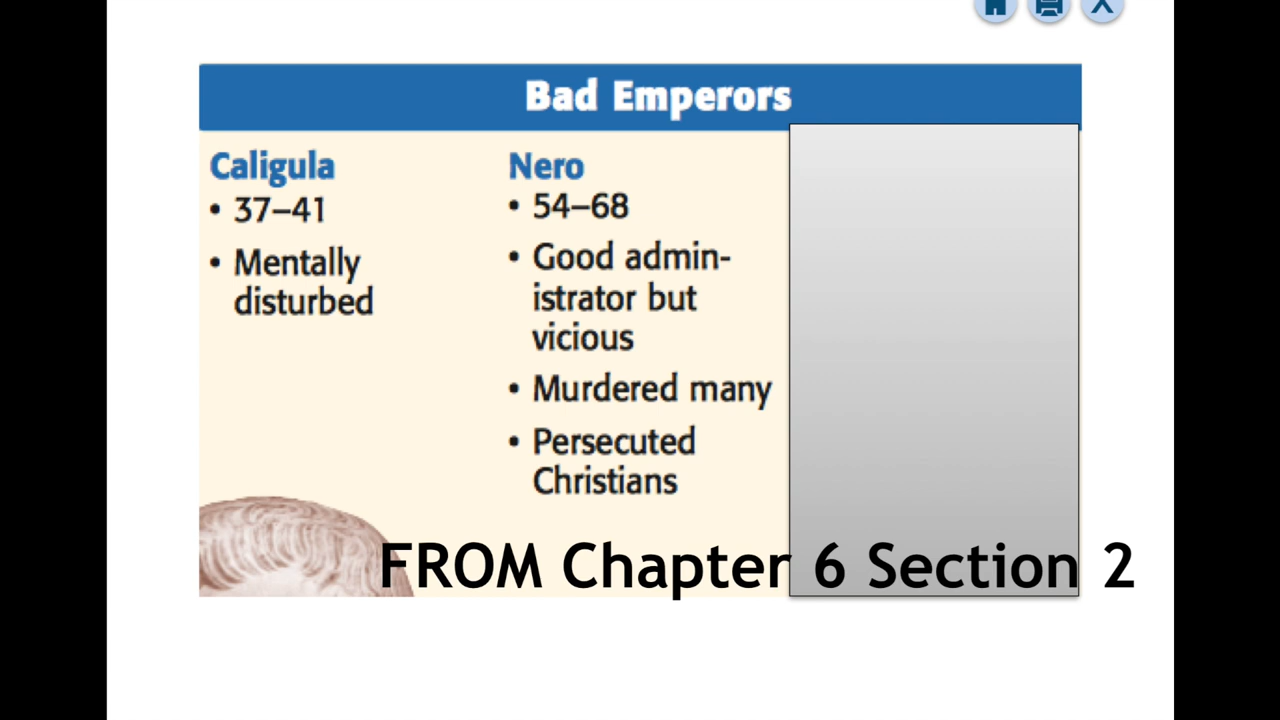 Bad Emperors
Caligula
• 37–41
• Mentally
disturbed
Nero
• 54–68
• Good admin-
istrator but
vicious
• Murdered many
• Persecuted
Christians
FROM Chapter 6 Section 2